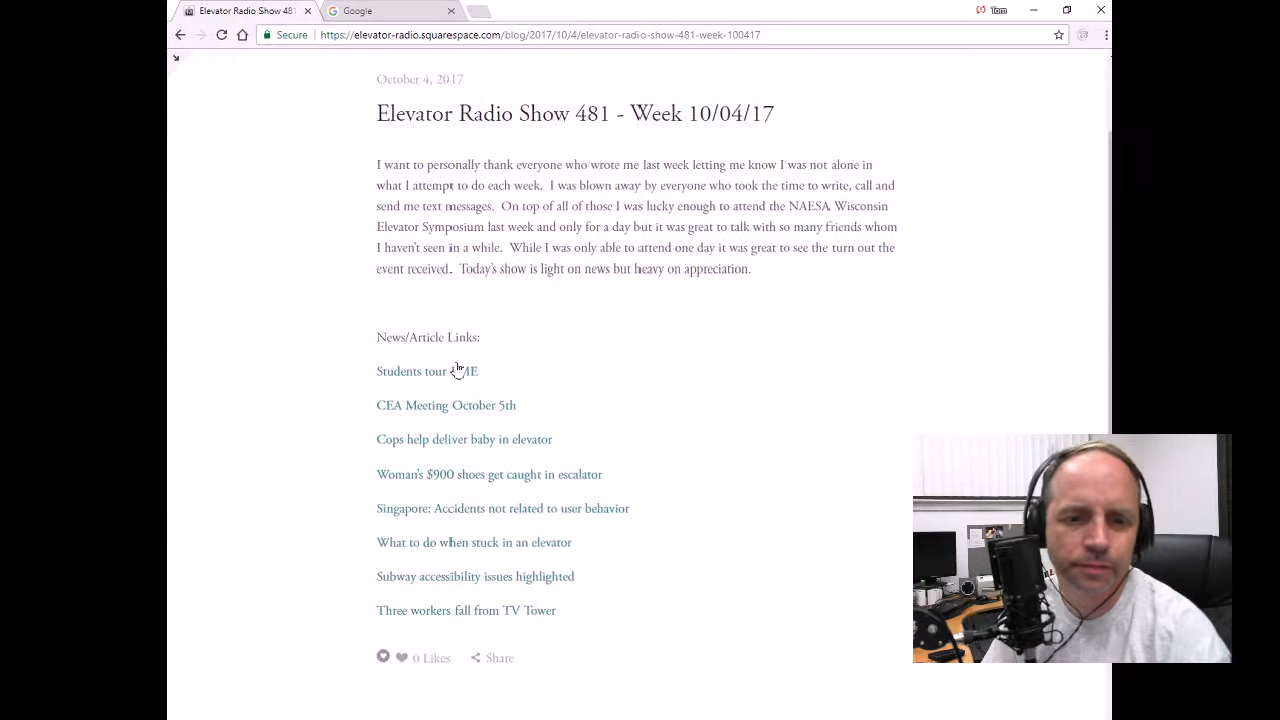 Elevator Radio Show 481
Google
Tom
Secure
https://elevator-radio.squarespace.com/blog/2017/10/4/elevator-radio-show-481-week-100417
October 4, 2017
Elevator Radio Show 481 - Week 10/04/17
I want to personally thank everyone who wrote me last week letting me know I was not alone in
what I attempt to do each week. I was blown away by everyone who took the time to write, call and
send me text messages. On top of all of those I was lucky enough to attend the NAESA Wisconsin
Elevator Symposium last week and only for a day but it was great to talk with so many friends whom
I haven't seen in a while. While I was only able to attend one day it was great to see the turn out the
event received. Today's show is light on news but heavy on appreciation.
News/Article Links:
Students tour
CEA Meeting October 5th
Cops help deliver baby in elevator
Woman's $900 shoes get caught in escalator
Singapore: Accidents not related to user behavior
What to do when stuck in an elevator
Subway accessibility issues highlighted
Three workers fall from TV Tower
0 Likes
Share